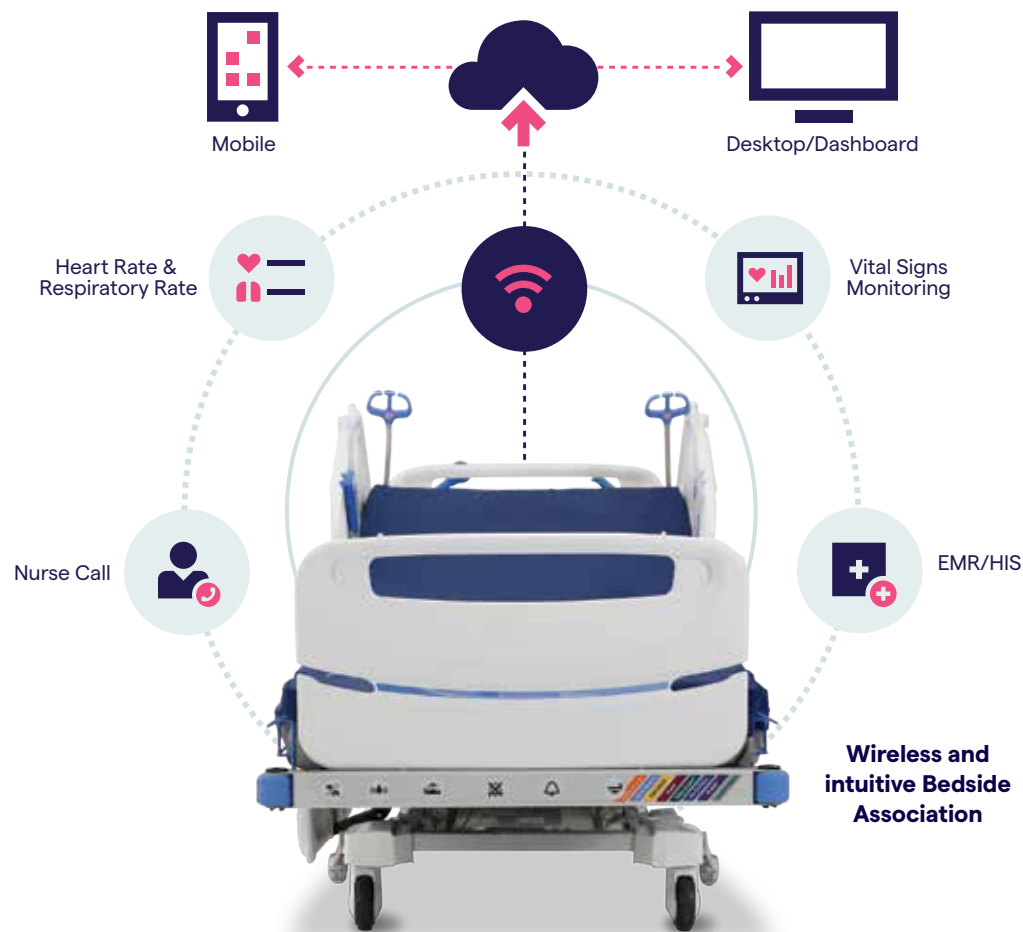 Mobile
Desktop/Dashboard
Heart Rate &
Respiratory Rate
Vital Signs
Monitoring
Nurse Call
EMR/HIS
Wireless and
intuitive Bedside
Association